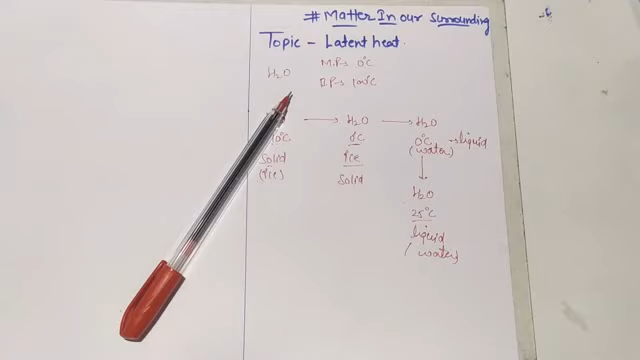 # Matter In our Surrounding
Topic - Latent heat.
H₂O M.P→ 0°C
B.P→ 100°C
→ H₂O → H₂O
0°C 0°C 0°C → liquid
Solid ice (water)
(ice) Solid
↓
H₂O
25°C
liquid
(water)